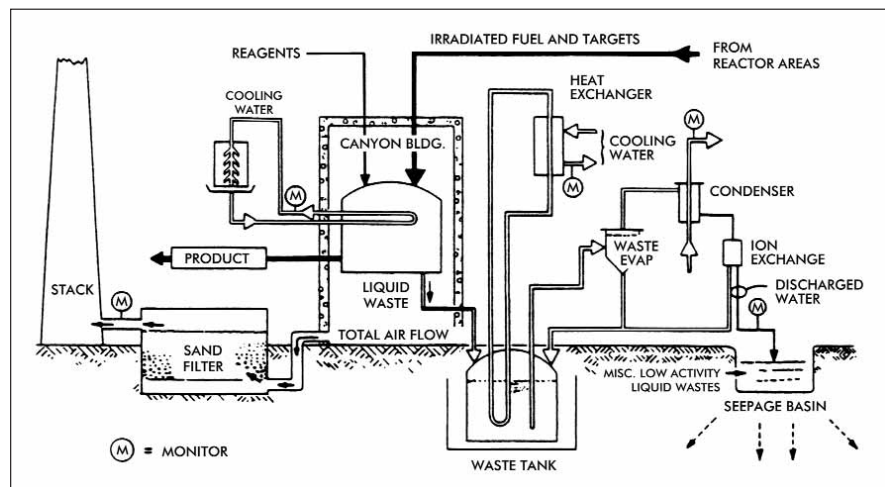 IRRADIATED FUEL AND TARGETS
REAGENTS
FROM
REACTOR AREAS
HEAT
EXCHANGER
COOLING
WATER
M
CANYON BLDG.
COOLING
WATER
M
CONDENSER
M
WASTE
EVAP
ION
EXCHANGE
PRODUCT
LIQUID
WASTE
DISCHARGED
WATER
STACK
M
M
TOTAL AIR FLOW
SAND
FILTER
MISC. LOW ACTIVITY
LIQUID WASTES
SEEPAGE BASIN
M = MONITOR
WASTE TANK